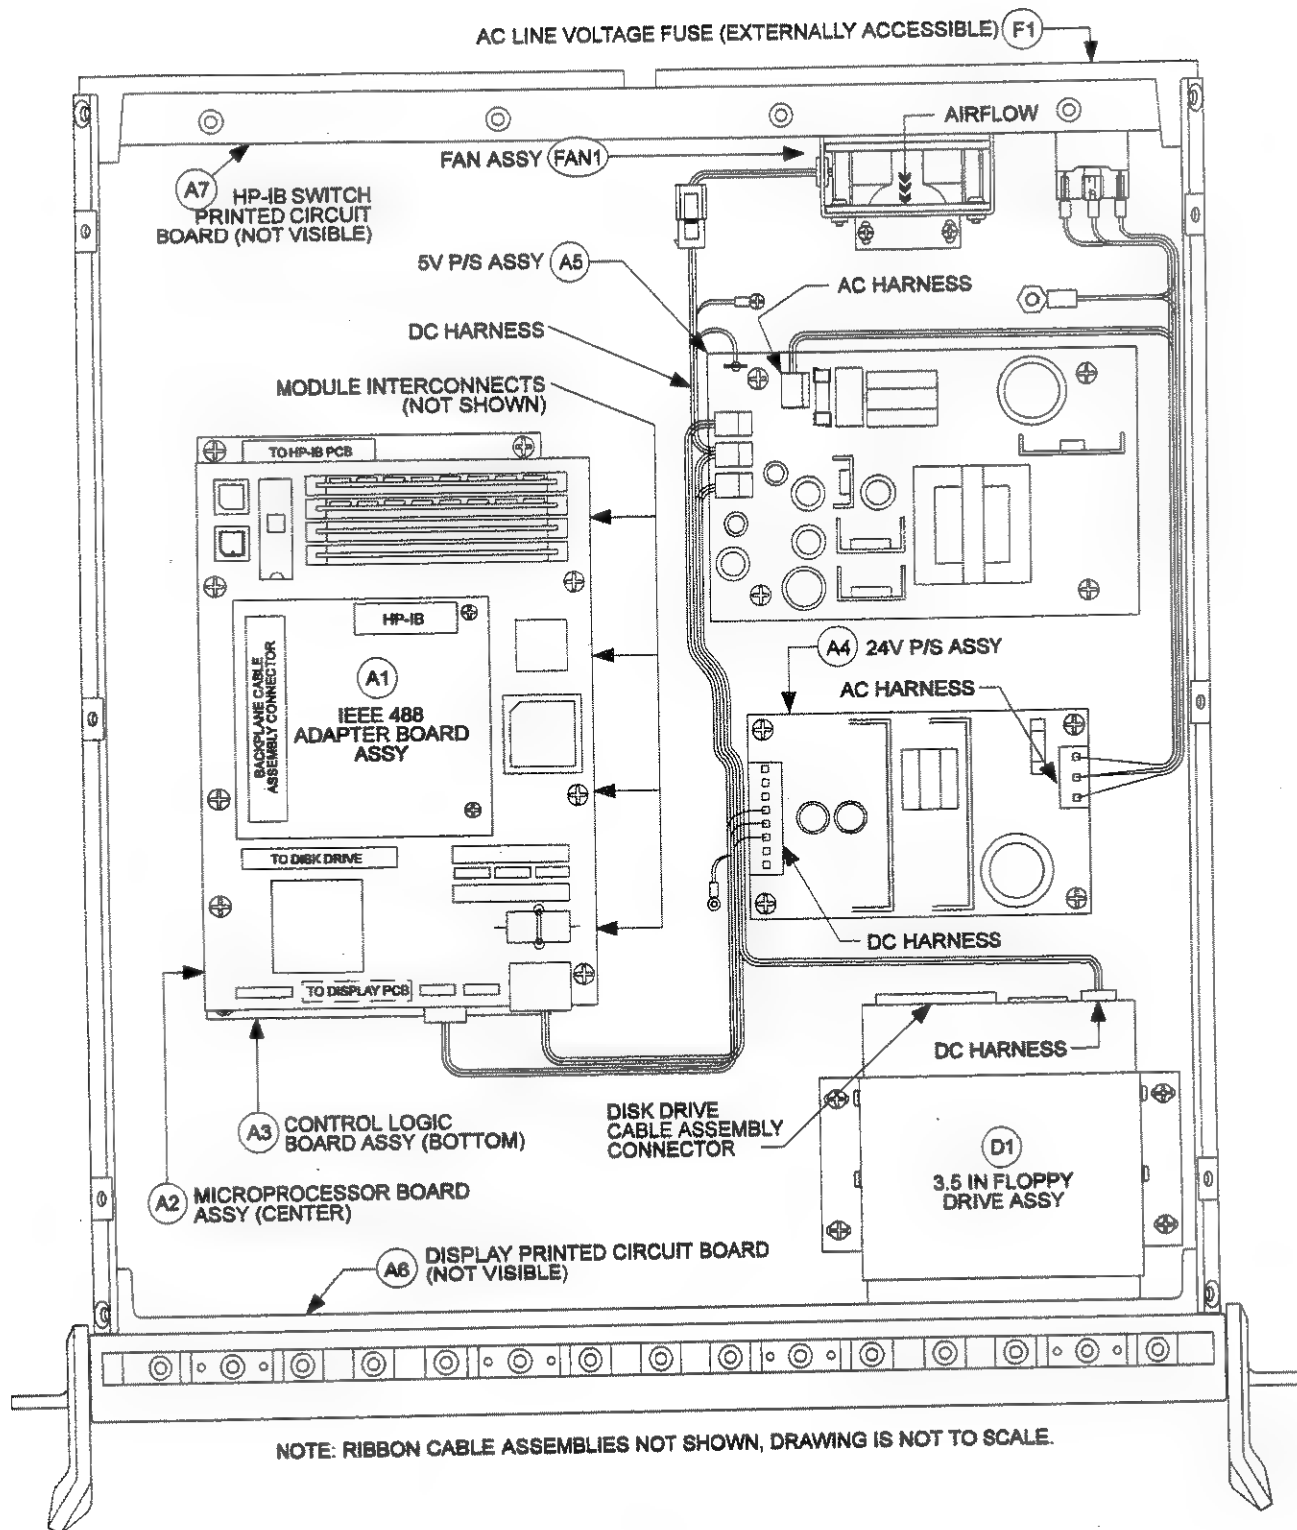 AC LINE VOLTAGE FUSE (EXTERNALLY ACCESSIBLE) F1
AIRFLOW
FAN ASSY FAN1
A7 HP-IB SWITCH
PRINTED CIRCUIT
BOARD (NOT VISIBLE)
5V P/S ASSY A5
AC HARNESS
DC HARNESS
MODULE INTERCONNECTS
(NOT SHOWN)
TO HP-IB PCB
HP-IB
BACKPLANE CABLE
ASSEMBLY CONNECTOR
A1
IEEE 488
ADAPTER BOARD
ASSY
A4 24V P/S ASSY
AC HARNESS
TO DISK DRIVE
DC HARNESS
TO DISPLAY PCB
DC HARNESS
A3 CONTROL LOGIC
BOARD ASSY (BOTTOM)
DISK DRIVE
CABLE ASSEMBLY
CONNECTOR
D1
3.5 IN FLOPPY
DRIVE ASSY
A2 MICROPROCESSOR BOARD
ASSY (CENTER)
A6 DISPLAY PRINTED CIRCUIT BOARD
(NOT VISIBLE)
NOTE: RIBBON CABLE ASSEMBLIES NOT SHOWN, DRAWING IS NOT TO SCALE.